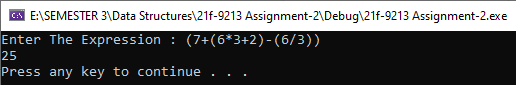 E:\SEMESTER 3\Data Structures\21f-9213 Assignment-2\Debug\21f-9213 Assignment-2.exe
Enter The Expression : (7+(6*3+2)-(6/3))
25
Press any key to continue . . .